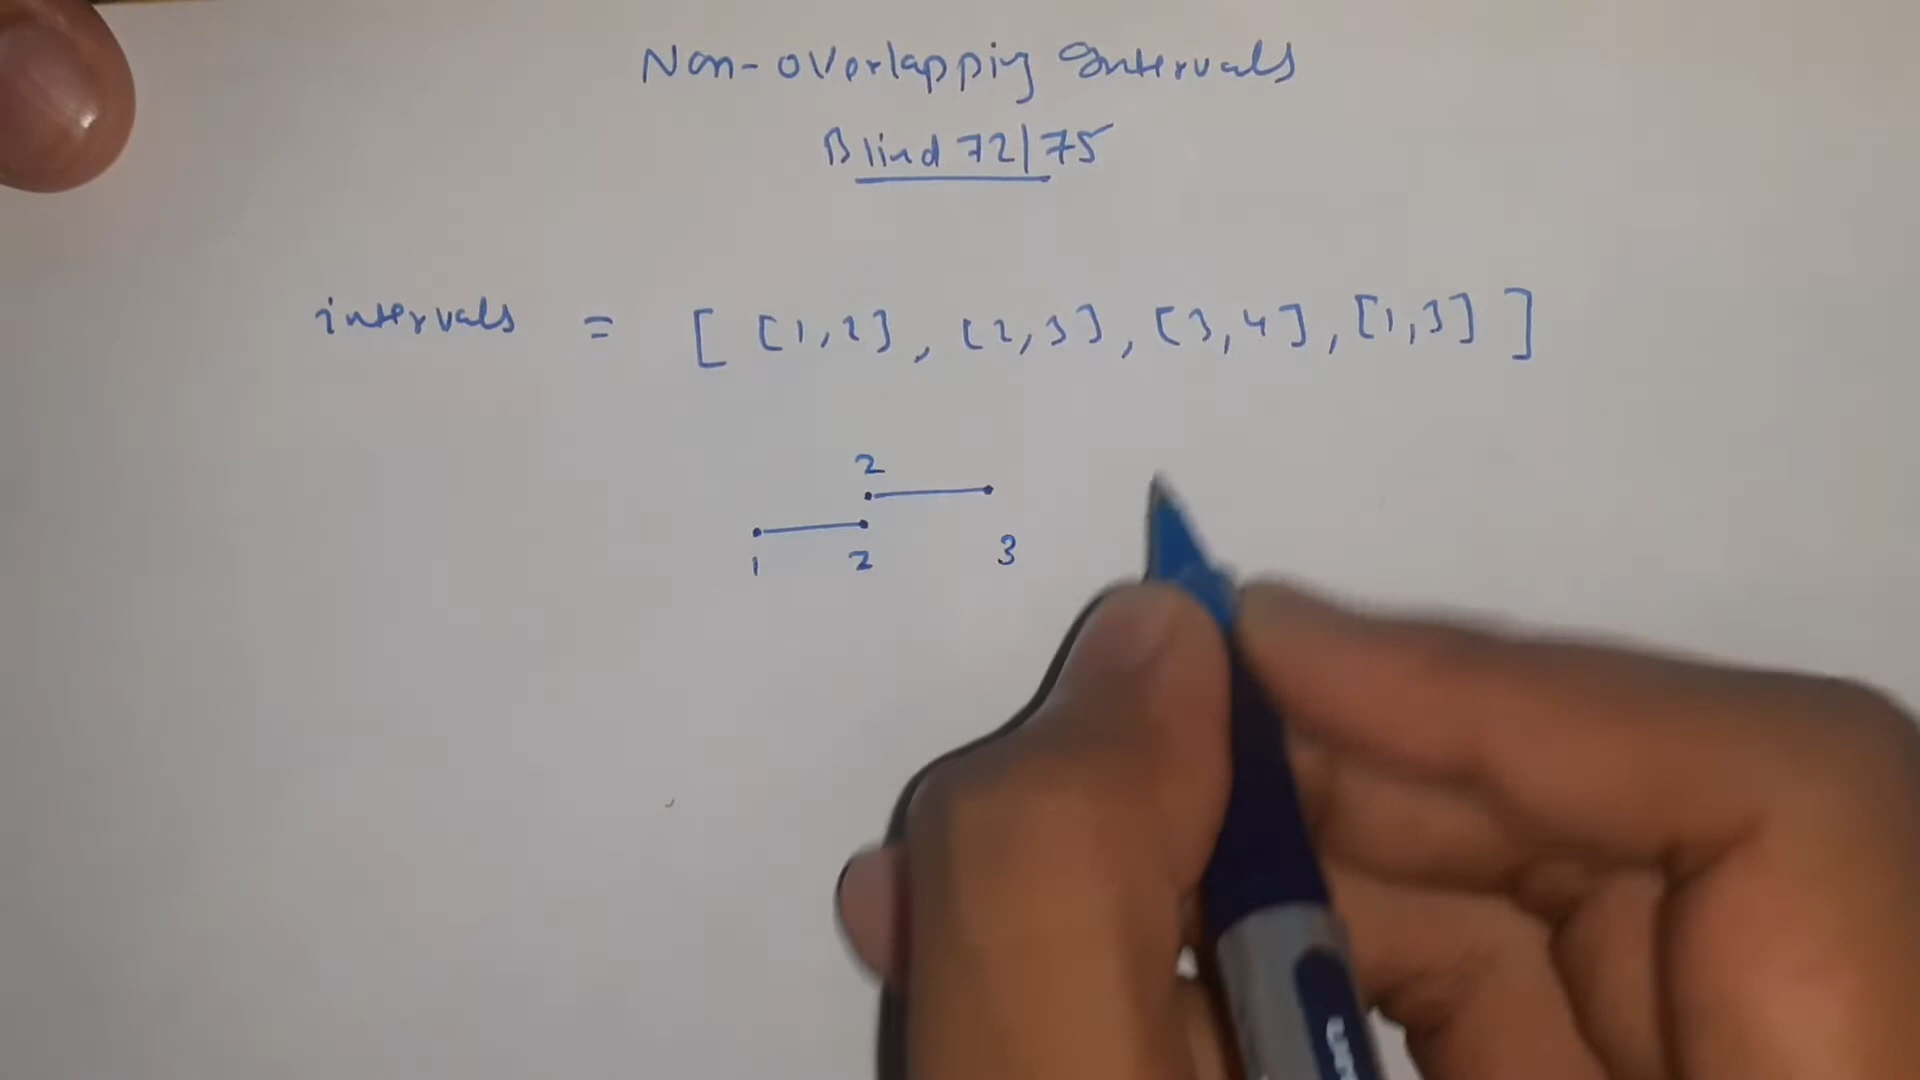 Non-overlapping Intervals
Blind 72/75
intervals = [ [1,2], [2,3], [3,4], [1,3] ]
2
1 2 3